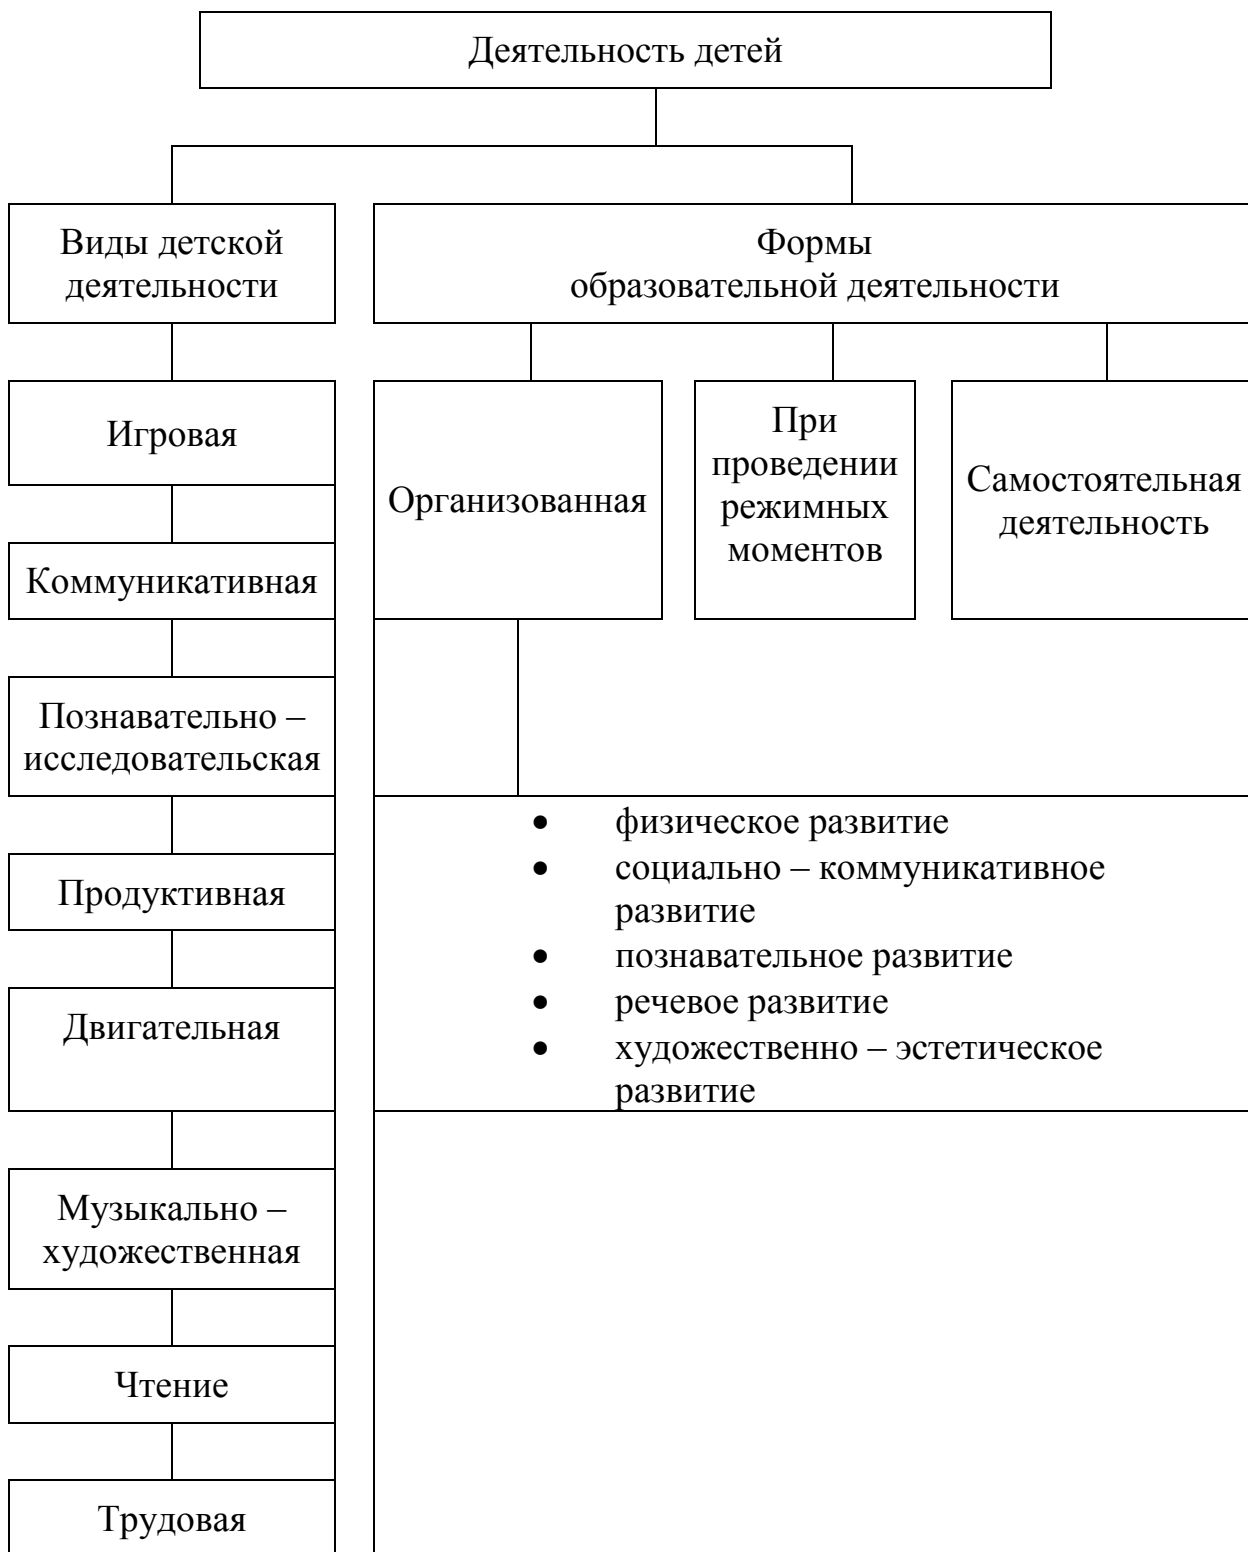 Деятельность детей
Виды детской
деятельности
Формы
образовательной деятельности
Игровая
Коммуникативная
Познавательно –
исследовательская
Продуктивная
Двигательная
Музыкально –
художественная
Чтение
Трудовая
Организованная
При
проведении
режимных
моментов
Самостоятельная
деятельность
• физическое развитие
• социально – коммуникативное
развитие
• познавательное развитие
• речевое развитие
• художественно – эстетическое
развитие